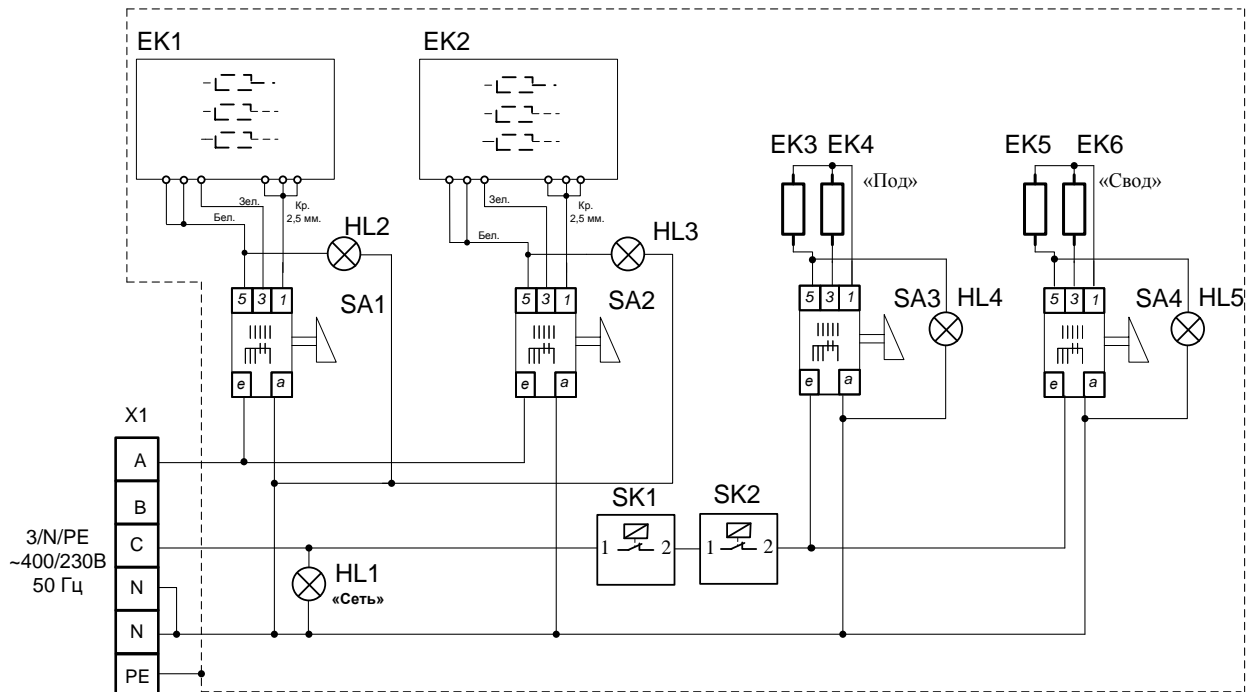 EK1
EK2
EK3 EK4
«Под»
EK5 EK6
«Свод»
Зел.
Кр.
2,5 мм.
Бел.
HL2
Зел.
Кр.
2,5 мм.
Бел.
HL3
5 3 1
SA1
e a
5 3 1
SA2
e a
5 3 1
SA3
HL4
e a
5 3 1
SA4
HL5
e a
X1
A
B
C
N
N
PE
3/N/PE
~400/230В
50 Гц
HL1
«Сеть»
SK1
1 2
SK2
1 2